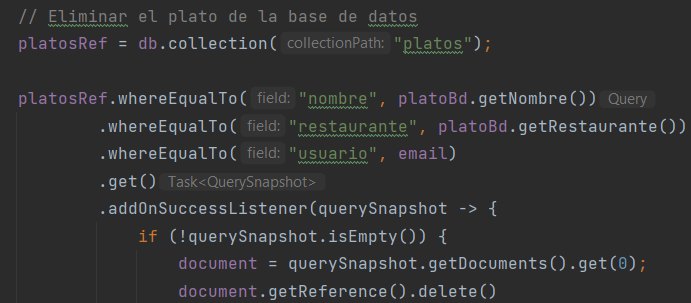 // Eliminar el plato de la base de datos
platosRef = db.collection( collectionPath: "platos");
platosRef.whereEqualTo( field: "nombre", platoBd.getNombre()) Query
.whereEqualTo( field: "restaurante", platoBd.getRestaurante())
.whereEqualTo( field: "usuario", email)
.get() Task<QuerySnapshot>
.addOnSuccessListener(querySnapshot -> {
if (!querySnapshot.isEmpty()) {
document = querySnapshot.getDocuments().get(0);
document.getReference().delete()